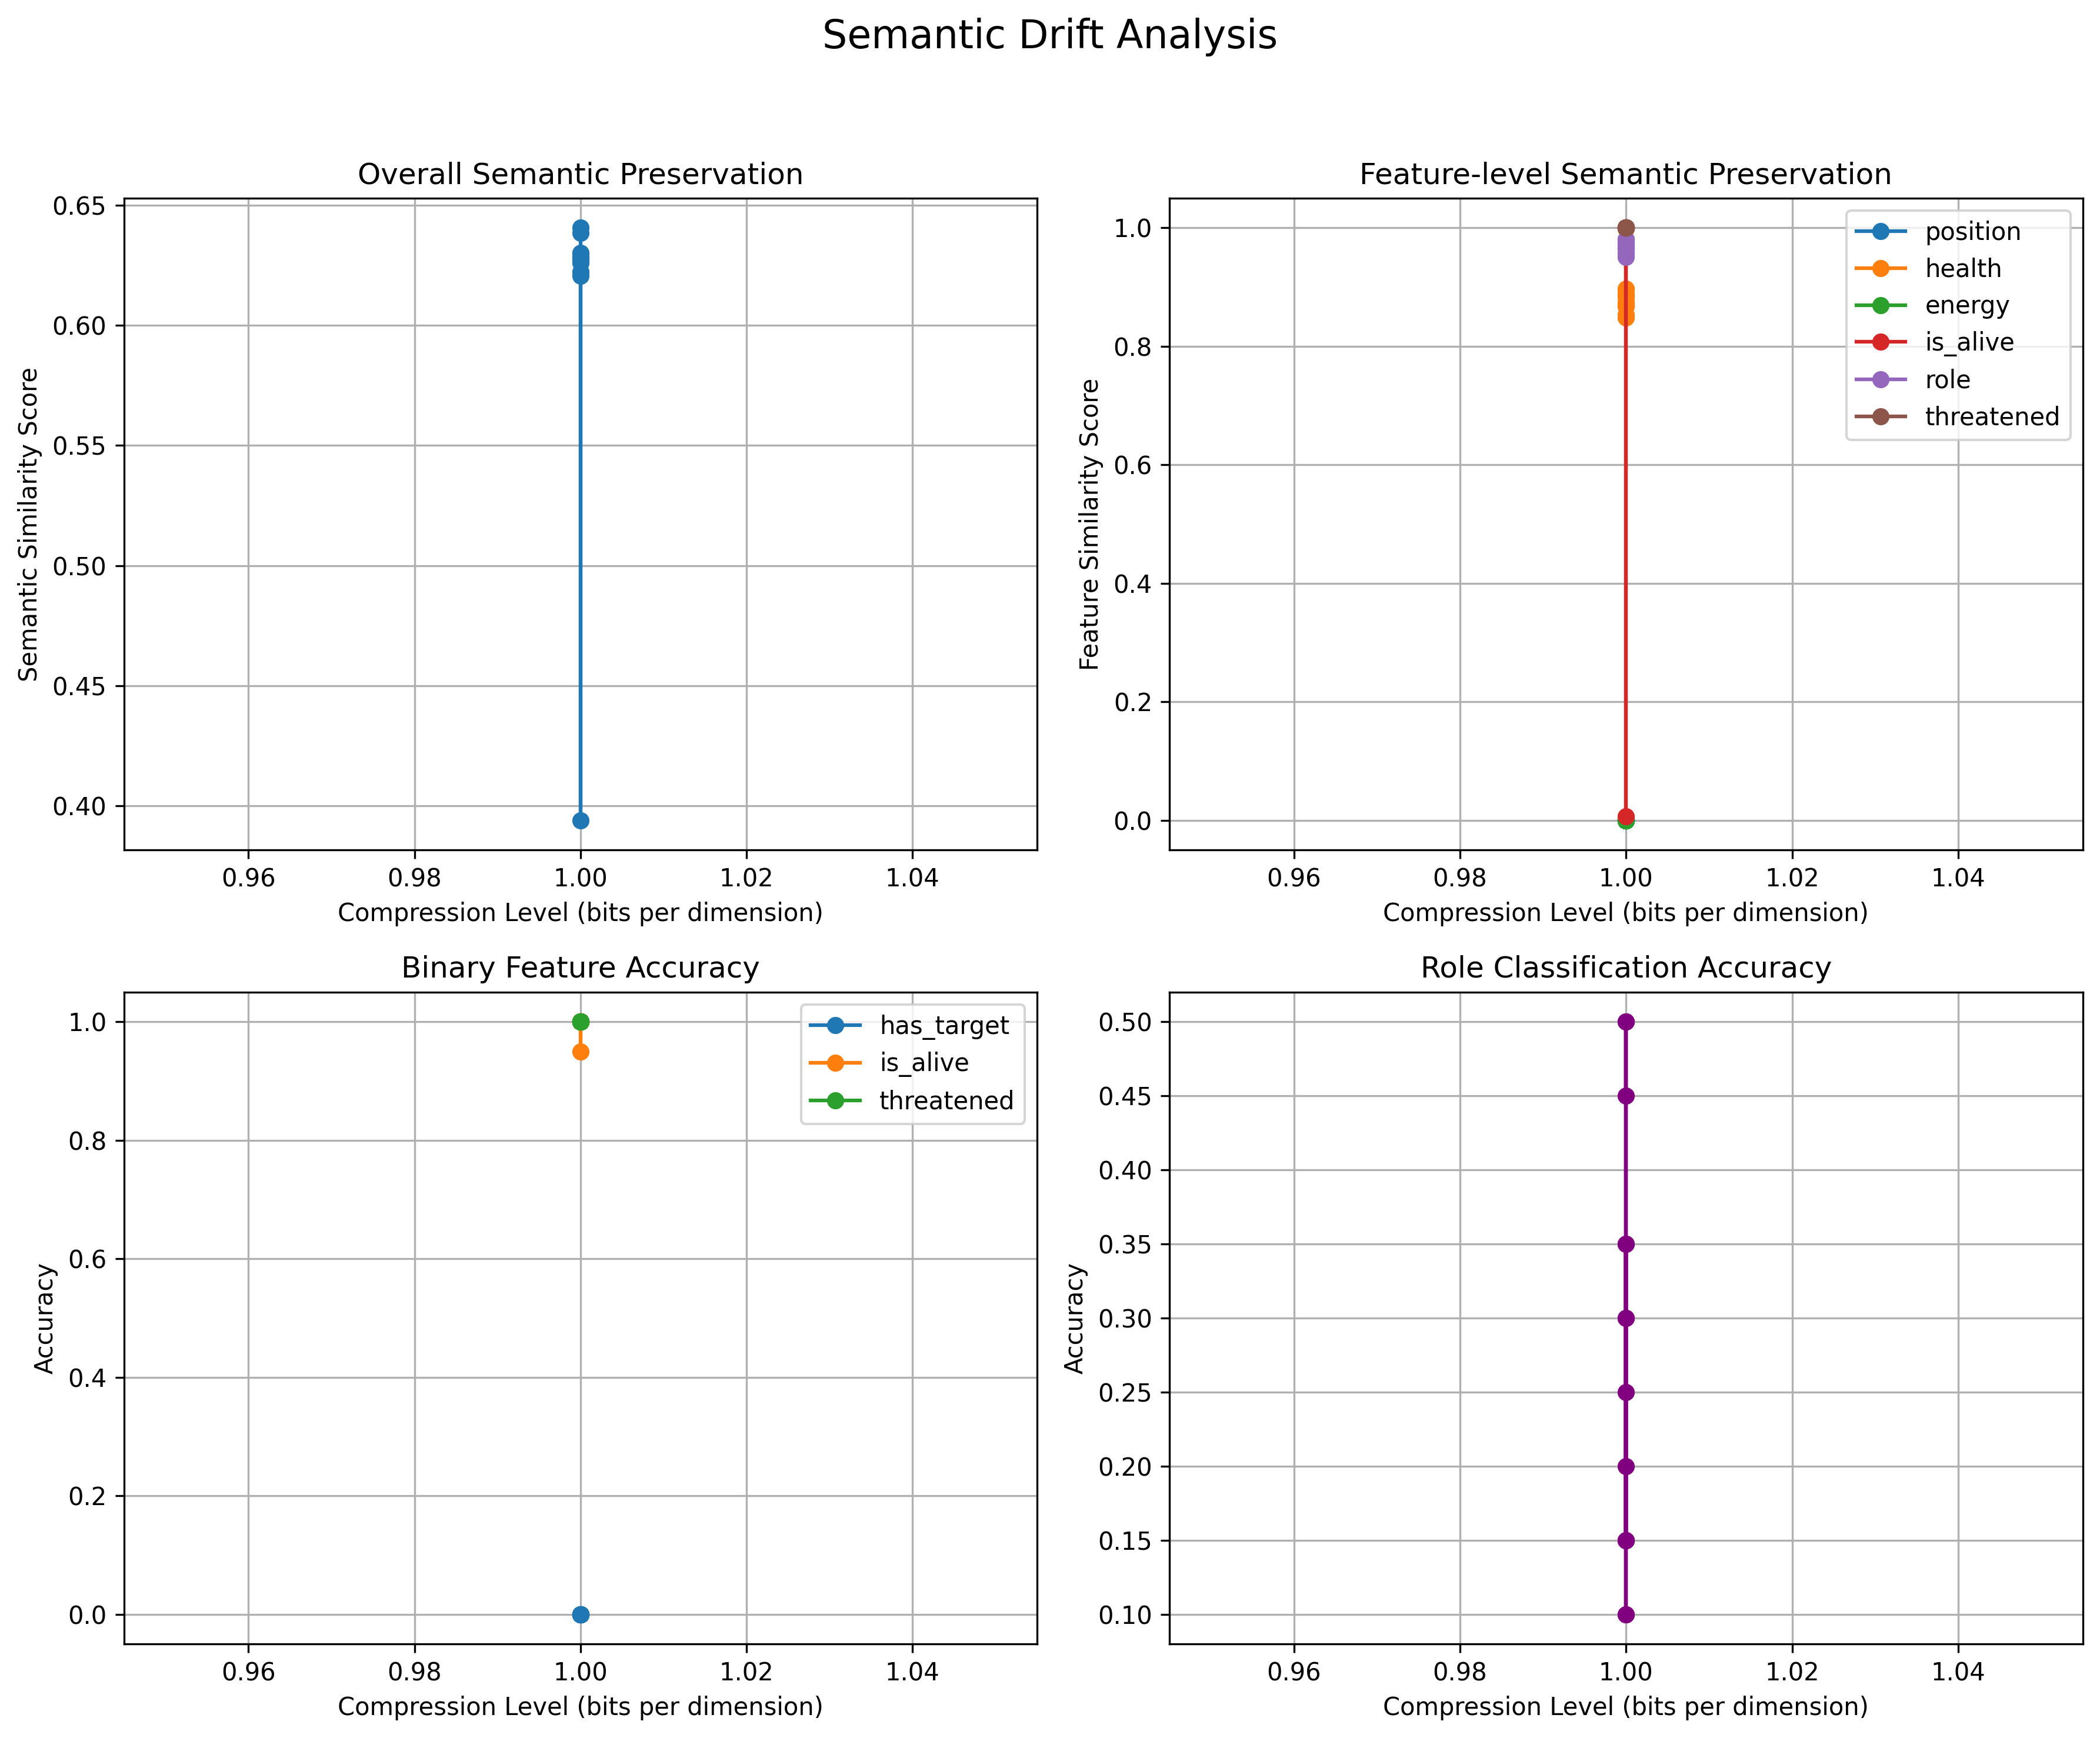 Semantic Drift Analysis
Overall Semantic Preservation
Semantic Similarity Score
0.65
0.60
0.55
0.50
0.45
0.40
0.96 0.98 1.00 1.02 1.04
Compression Level (bits per dimension)
Feature-level Semantic Preservation
Feature Similarity Score
1.0
0.8
0.6
0.4
0.2
0.0
position
health
energy
is_alive
role
threatened
0.96 0.98 1.00 1.02 1.04
Compression Level (bits per dimension)
Binary Feature Accuracy
Accuracy
1.0
0.8
0.6
0.4
0.2
0.0
has_target
is_alive
threatened
0.96 0.98 1.00 1.02 1.04
Compression Level (bits per dimension)
Role Classification Accuracy
Accuracy
0.50
0.45
0.40
0.35
0.30
0.25
0.20
0.15
0.10
0.96 0.98 1.00 1.02 1.04
Compression Level (bits per dimension)